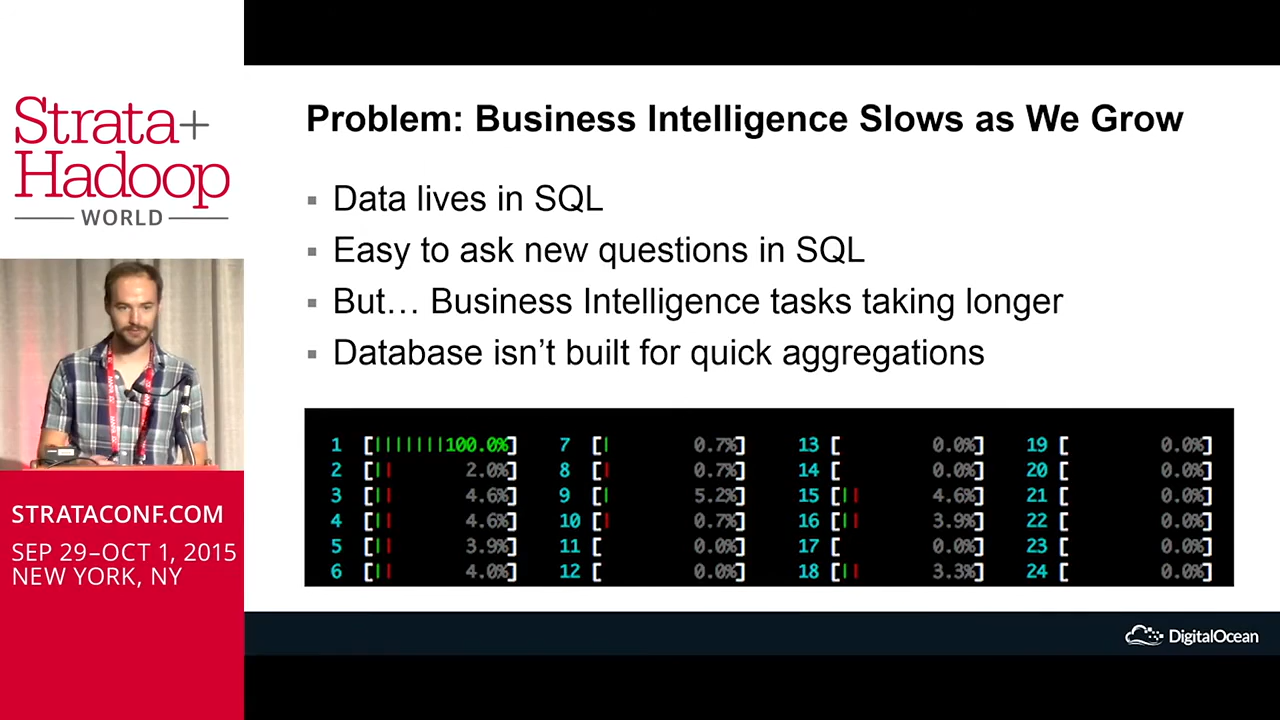 Strata+
Hadoop
WORLD
STRATACONF.COM
SEP 29–OCT 1, 2015
NEW YORK, NY
Problem: Business Intelligence Slows as We Grow
▪ Data lives in SQL
▪ Easy to ask new questions in SQL
▪ But… Business Intelligence tasks taking longer
▪ Database isn’t built for quick aggregations
1 [|||||||100.0%] 7 [| 0.7%] 13 [ 0.0%] 19 [ 0.0%]
2 [|| 2.0%] 8 [| 0.7%] 14 [ 0.0%] 20 [ 0.0%]
3 [|| 4.6%] 9 [| 5.2%] 15 [|| 4.6%] 21 [ 0.0%]
4 [|| 4.6%] 10 [| 0.7%] 16 [|| 3.9%] 22 [ 0.0%]
5 [|| 3.9%] 11 [ 0.0%] 17 [ 0.0%] 23 [ 0.0%]
6 [|| 4.0%] 12 [ 0.0%] 18 [|| 3.3%] 24 [ 0.0%]
DigitalOcean